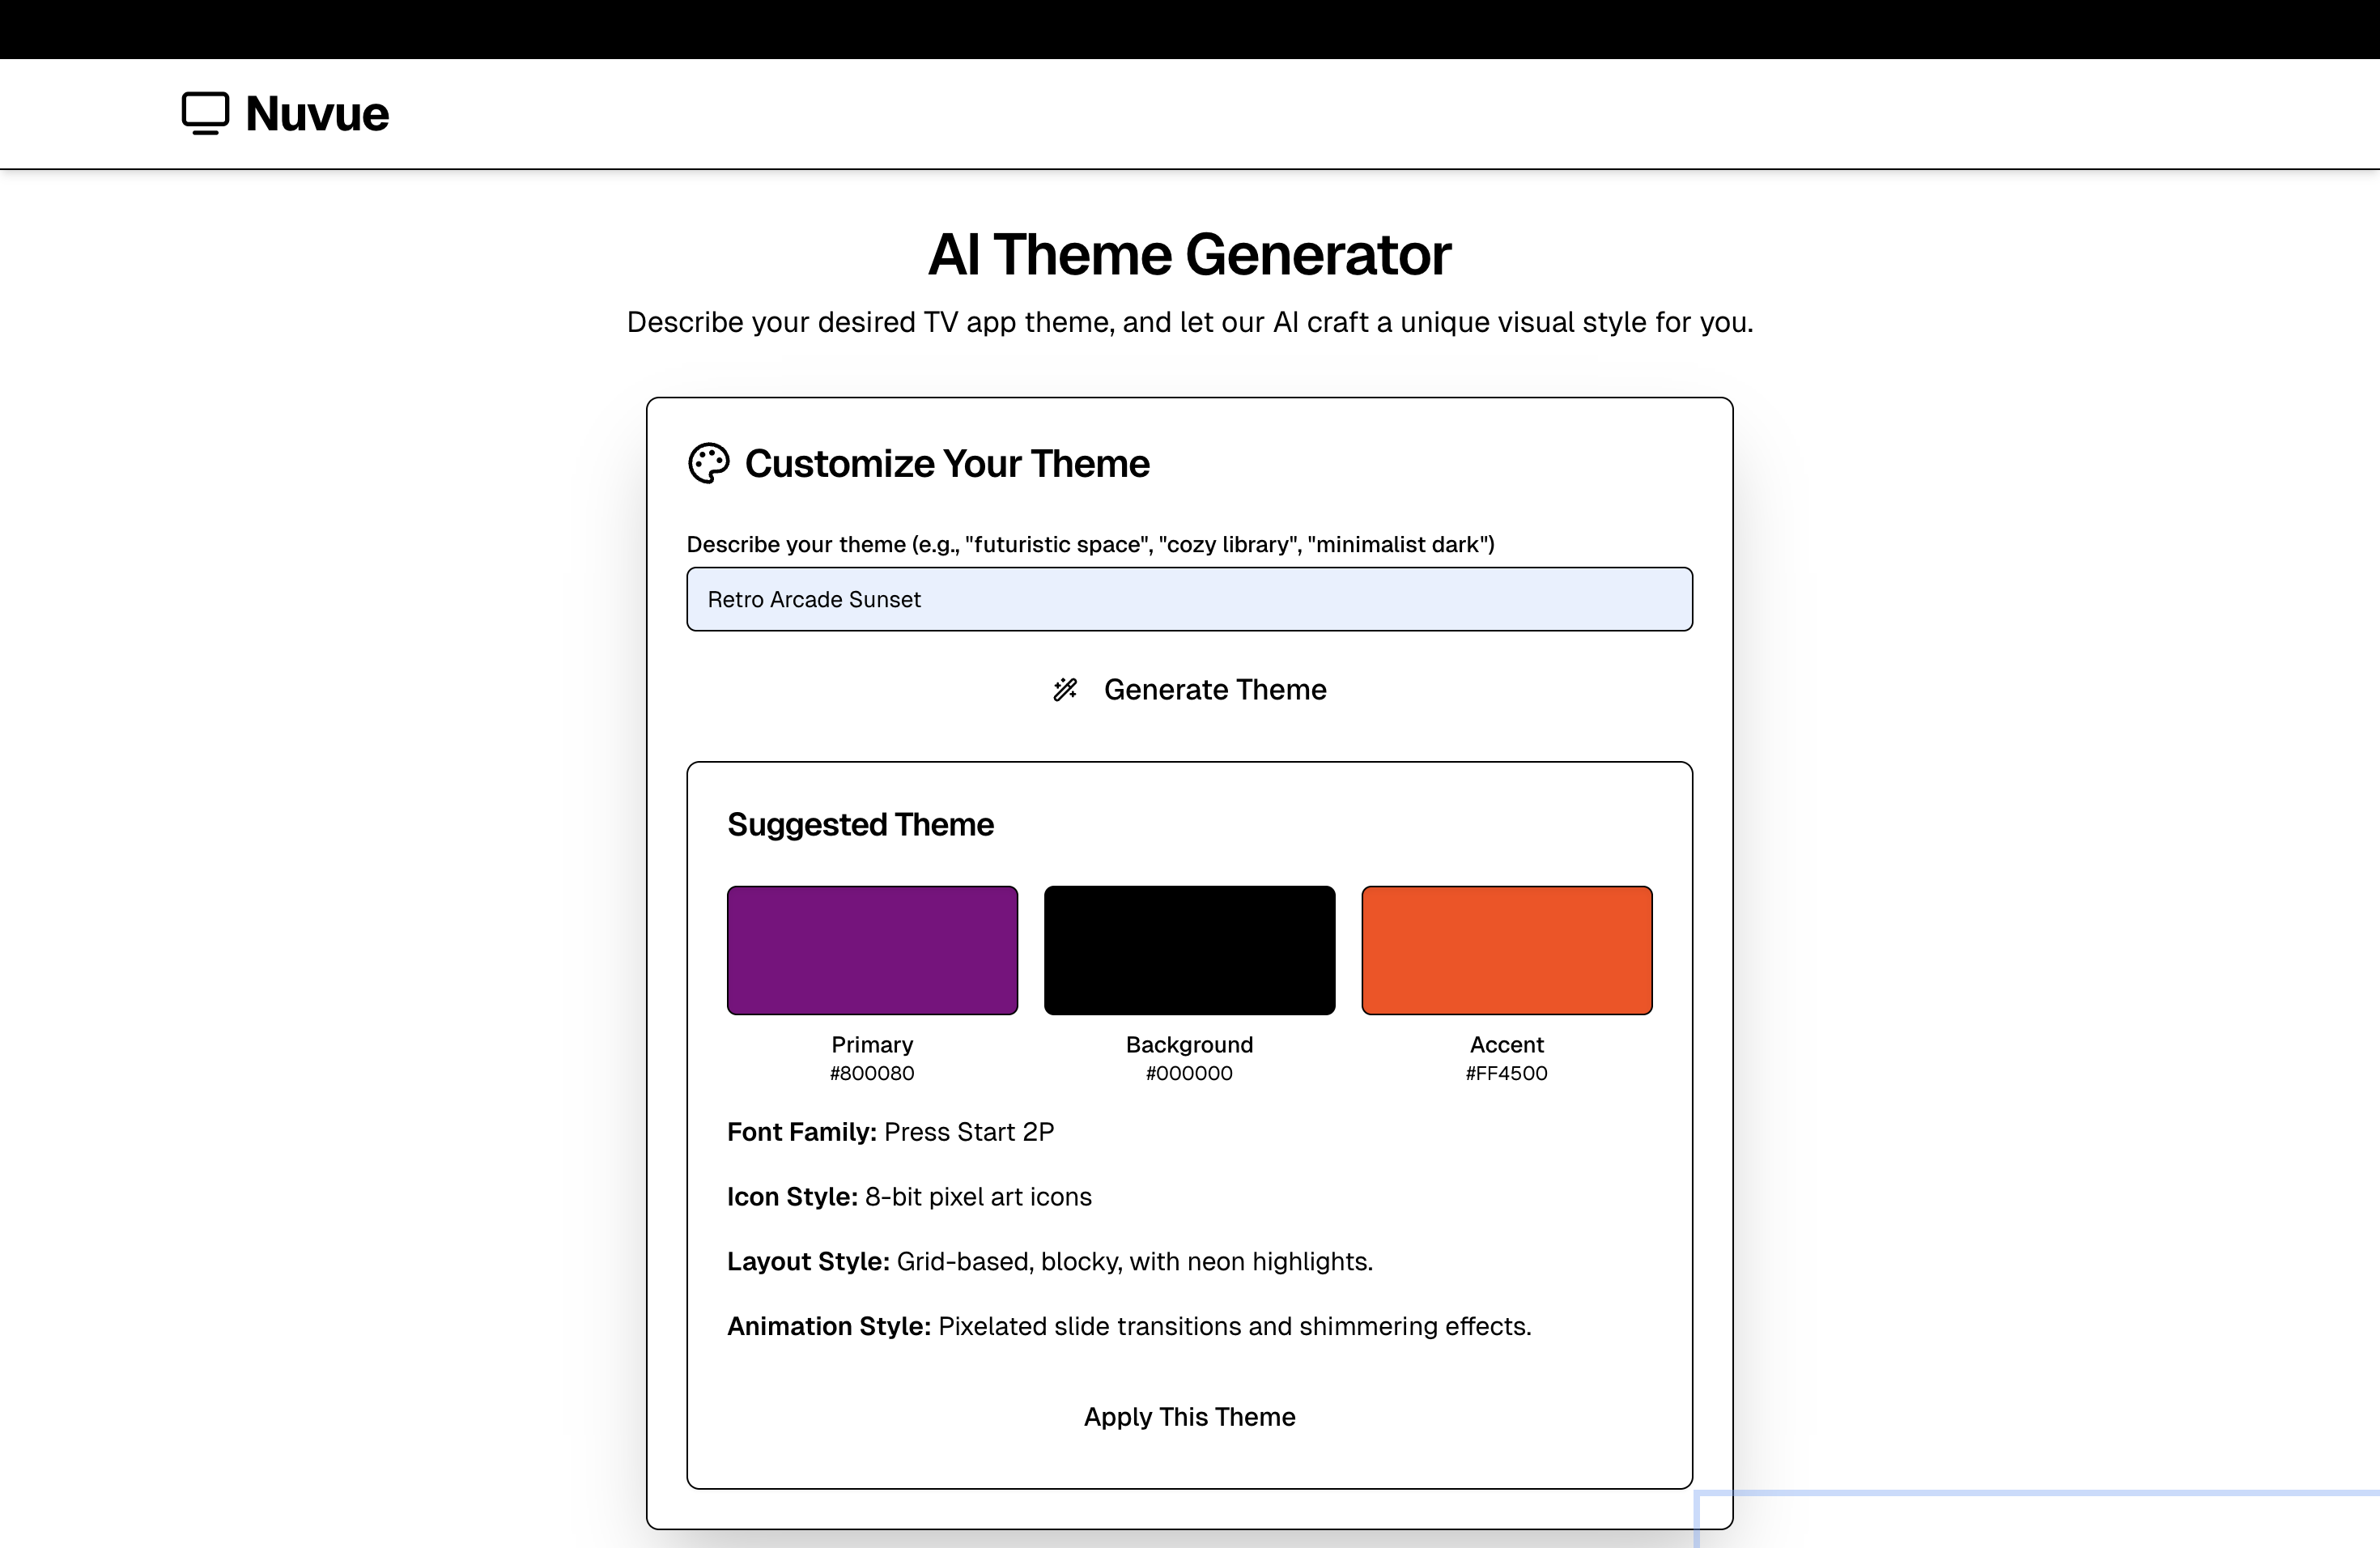 Nuvue
AI Theme Generator
Describe your desired TV app theme, and let our AI craft a unique visual style for you.
Customize Your Theme
Describe your theme (e.g., "futuristic space", "cozy library", "minimalist dark")
Retro Arcade Sunset
Generate Theme
Suggested Theme
Primary
#800080
Background
#000000
Accent
#FF4500
Font Family: Press Start 2P
Icon Style: 8-bit pixel art icons
Layout Style: Grid-based, blocky, with neon highlights.
Animation Style: Pixelated slide transitions and shimmering effects.
Apply This Theme